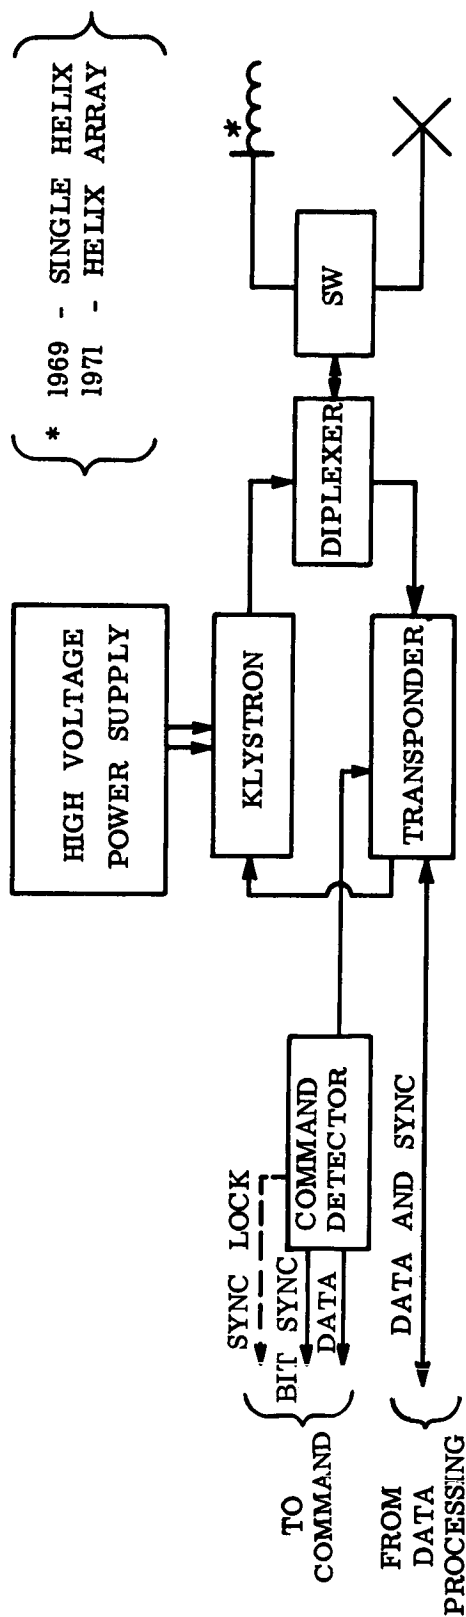 * 1969 - SINGLE HELIX
1971 - HELIX ARRAY
HIGH VOLTAGE
POWER SUPPLY
*
KLYSTRON
DIPLEXER
SW
TRANSPONDER
COMMAND
DETECTOR
SYNC LOCK
BIT SYNC
DATA
DATA AND SYNC
TO
COMMAND
FROM
DATA
PROCESSING